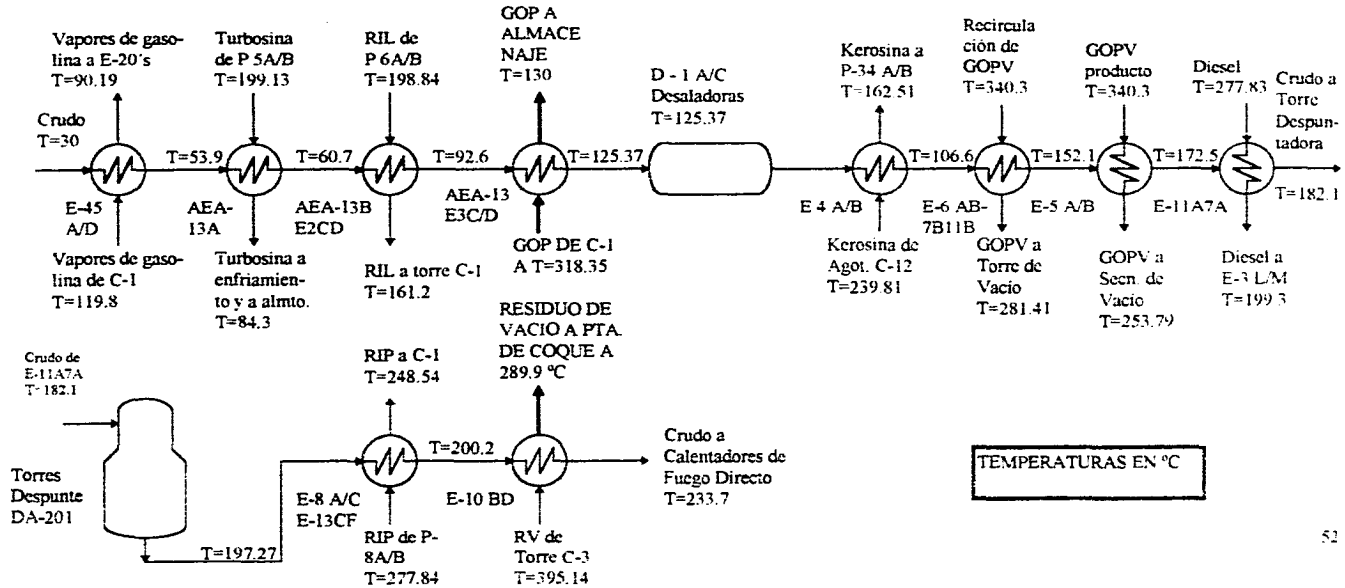 Vapores de gaso-
lina a E-20's
T=90.19
Turbosina
de P 5A/B
T=199.13
RIL de
P 6A/B
T=198.84
GOP A
ALMACE
NAJE
T=130
D - 1 A/C
Desaladoras
T=125.37
Kerosina a
P-34 A/B
T=162.51
Recircula
ción de
GOPV
T=340.3
GOPV
producto
T=340.3
Diesel
T=277.83
Crudo a
Torre
Despun-
tadora
T=182.1
Crudo
T=30
T=53.9
T=60.7
T=92.6
T=125.37
T=106.6
T=152.1
T=172.5
E-45
A/D
AEA-
13A
AEA-13B
E2CD
AEA-13
E3C/D
E 4 A/B
E-6 AB-
7B11B
E-5 A/B
E-11A7A
Vapores de gaso-
lina de C-1
T=119.8
Turbosina a
enfriamien-
to y a almto.
T=84.3
RIL a torre C-1
T=161.2
GOP DE C-1
A T=318.35
Kerosina de
Agot. C-12
T=239.81
GOPV a
Torre de
Vacio
T=281.41
GOPV a
Secn. de
Vacio
T=253.79
Diesel a
E-3 L/M
T=199.3
Crudo de
E-11A7A
T=182.1
Torres
Despunte
DA-201
T=197.27
RIP a C-1
T=248.54
T=200.2
E-8 A/C
E-13CF
RIP de P-
8A/B
T=277.84
RESIDUO DE
VACIO A PTA.
DE COQUE A
289.9 ºC
E-10 BD
RV de
Torre C-3
T=395.14
Crudo a
Calentadores de
Fuego Directo
T=233.7
TEMPERATURAS EN ºC
52